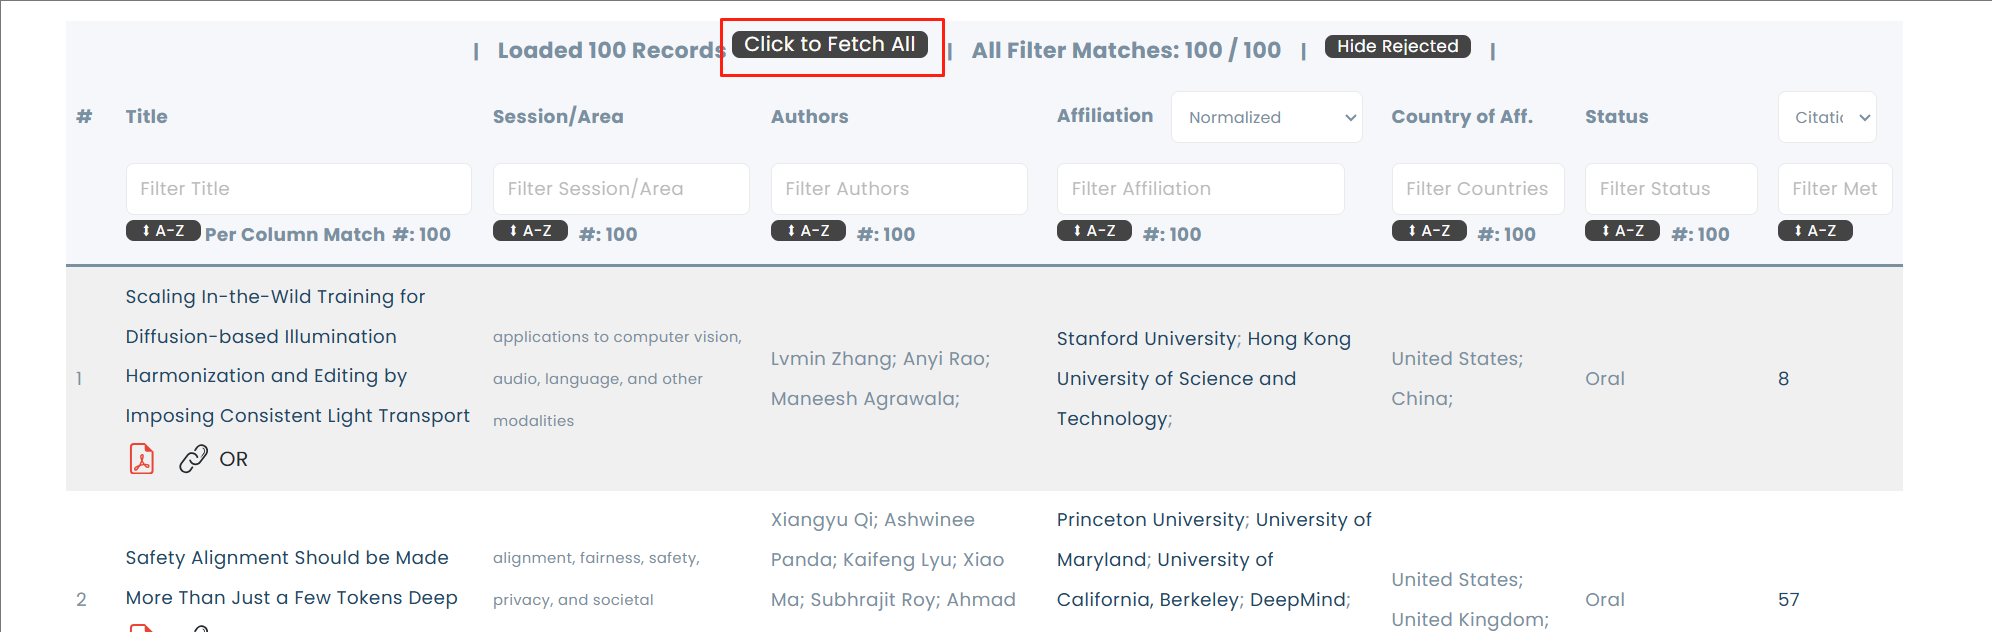 | Loaded 100 Records Click to Fetch All | All Filter Matches: 100 / 100 | Hide Rejected |
# Title Session/Area Authors Affiliation Normalized Country of Aff. Status Citatic
Filter Title Filter Session/Area Filter Authors Filter Affiliation Filter Countries Filter Status Filter Met
⬍ A-Z Per Column Match #: 100 ⬍ A-Z #: 100 ⬍ A-Z #: 100 ⬍ A-Z #: 100 ⬍ A-Z #: 100 ⬍ A-Z #: 100 ⬍ A-Z
1
Scaling In-the-Wild Training for
Diffusion-based Illumination
Harmonization and Editing by
Imposing Consistent Light Transport
OR
applications to computer vision,
audio, language, and other
modalities
Lvmin Zhang; Anyi Rao;
Maneesh Agrawala;
Stanford University; Hong Kong
University of Science and
Technology;
United States;
China;
Oral
8
2
Safety Alignment Should be Made
More Than Just a Few Tokens Deep
alignment, fairness, safety,
privacy, and societal
Xiangyu Qi; Ashwinee
Panda; Kaifeng Lyu; Xiao
Ma; Subhrajit Roy; Ahmad
Princeton University; University of
Maryland; University of
California, Berkeley; DeepMind;
United States;
United Kingdom;
Oral
57